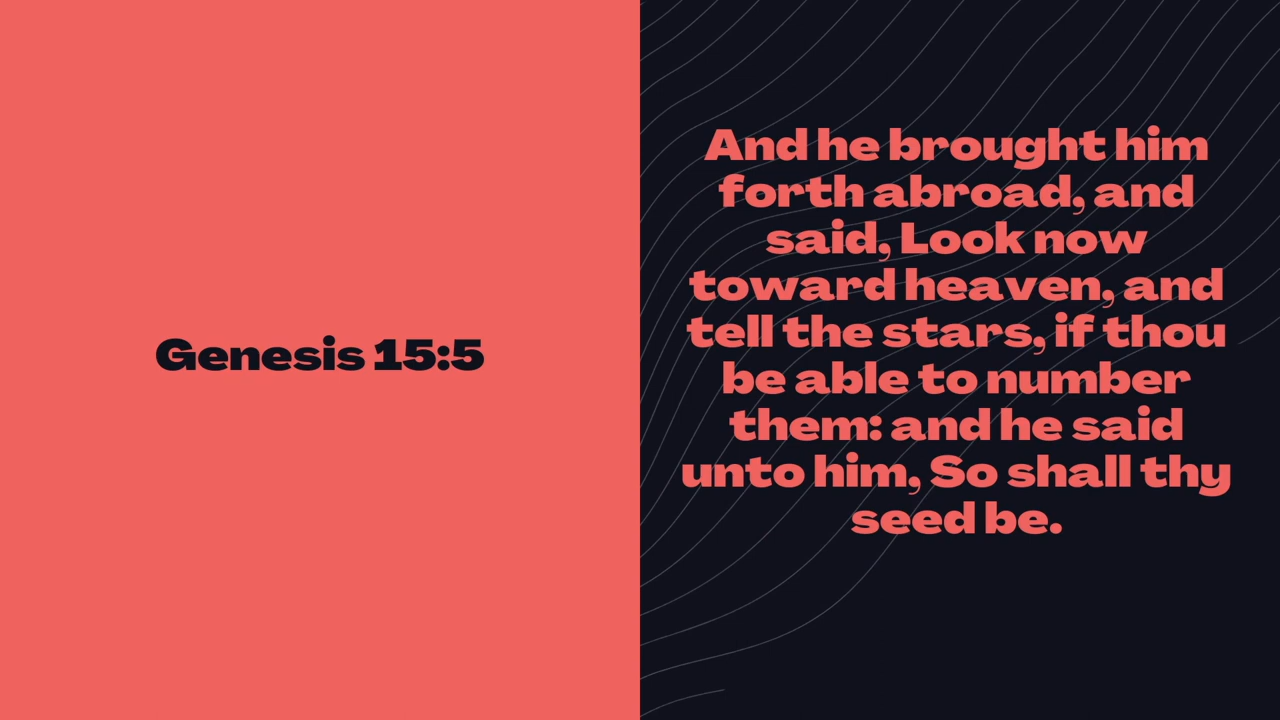 Genesis 15:5
And he brought him
forth abroad, and
said, Look now
toward heaven, and
tell the stars, if thou
be able to number
them: and he said
unto him, So shall thy
seed be.